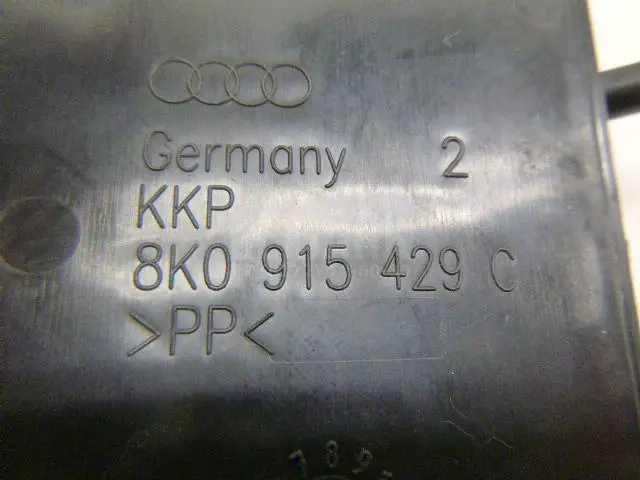 Germany 2
KKP
8K0 915 429 C
>PP<